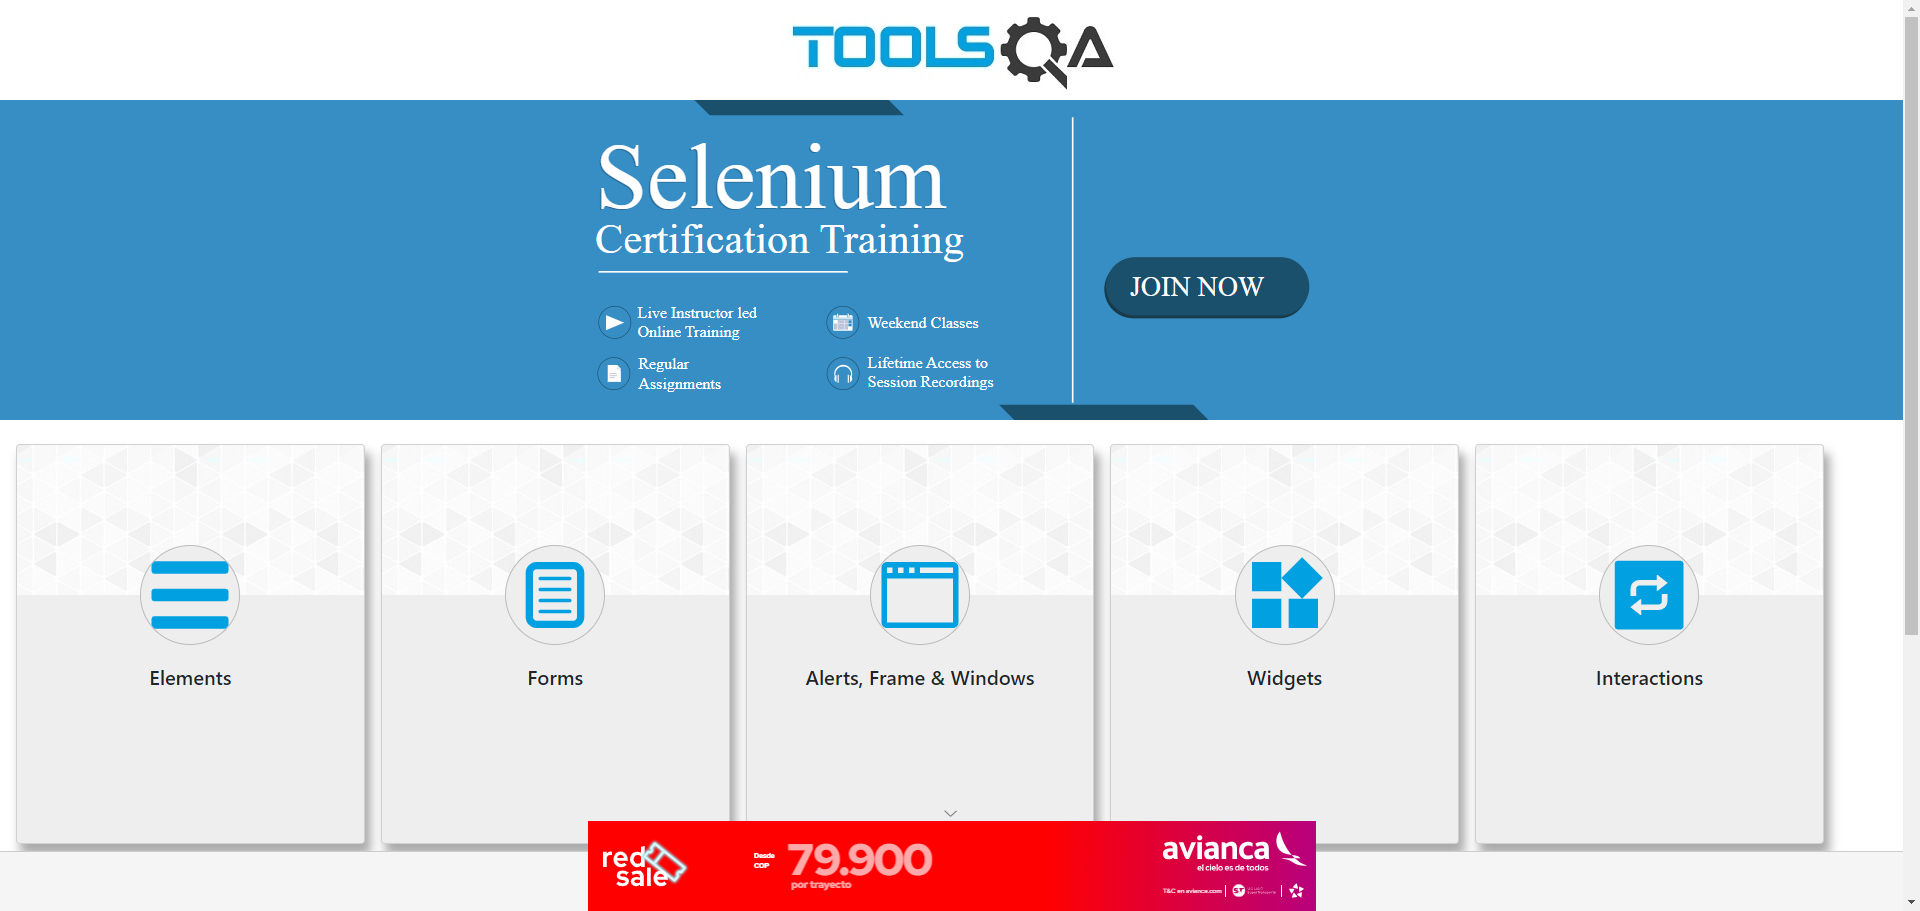 TOOLSQA
Selenium
Certification Training
Live Instructor led
Online Training
Weekend Classes
Regular
Assignments
Lifetime Access to
Session Recordings
JOIN NOW
Elements
Forms
Alerts, Frame & Windows
Widgets
Interactions
red
sale
Desde
COP
79.900
por trayecto
avianca
el cielo es de todos
T&C en avianca.com
ST